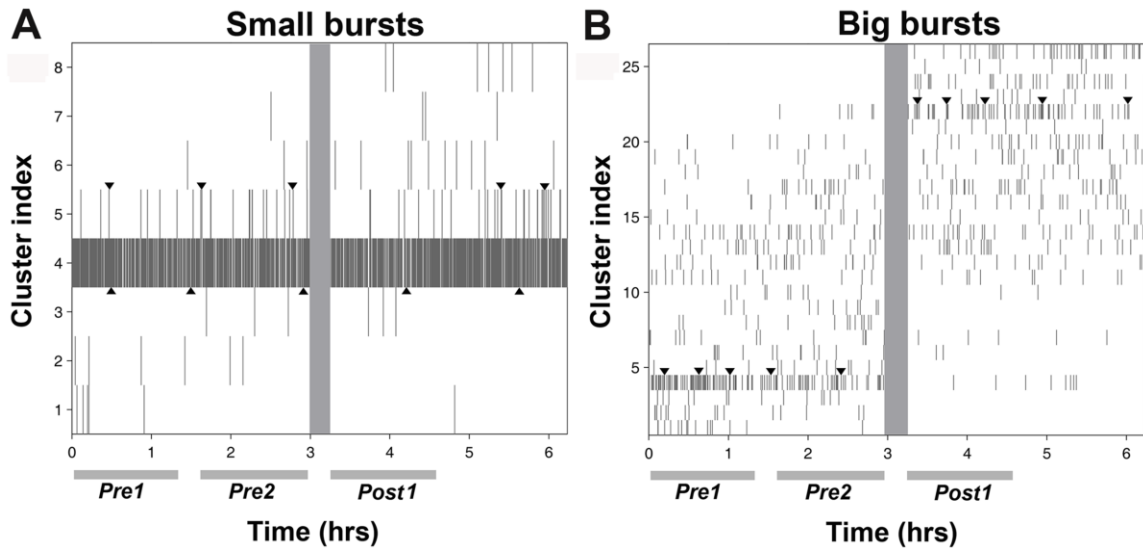 A
Small bursts
Cluster index
8
7
6
5
4
3
2
1
0
1
2
3
4
5
6
Pre1
Pre2
Post1
Time (hrs)
B
Big bursts
Cluster index
25
20
15
10
5
0
1
2
3
4
5
6
Pre1
Pre2
Post1
Time (hrs)